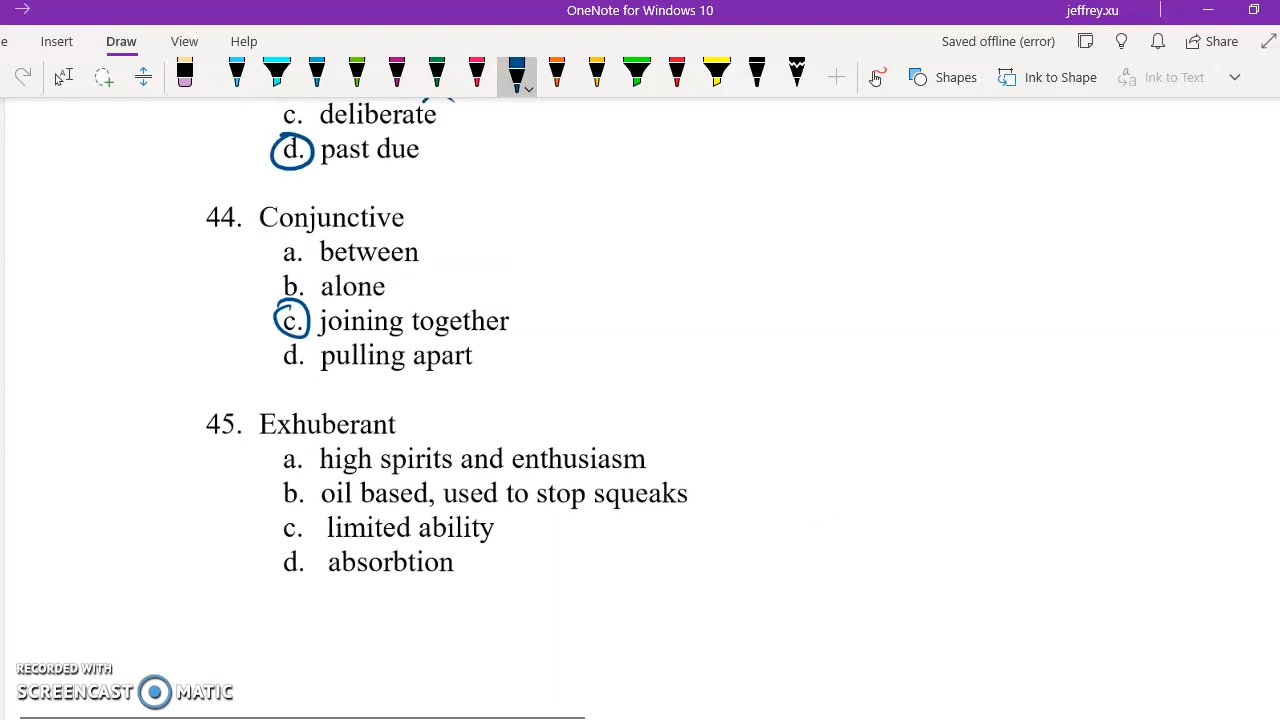 OneNote for Windows 10
jeffrey.xu
e Insert Draw View Help
Saved offline (error) Share
Shapes Ink to Shape Ink to Text
c. deliberate
d. past due
44. Conjunctive
a. between
b. alone
c. joining together
d. pulling apart
45. Exhuberant
a. high spirits and enthusiasm
b. oil based, used to stop squeaks
c. limited ability
d. absorbtion
RECORDED WITH
SCREENCAST MATIC